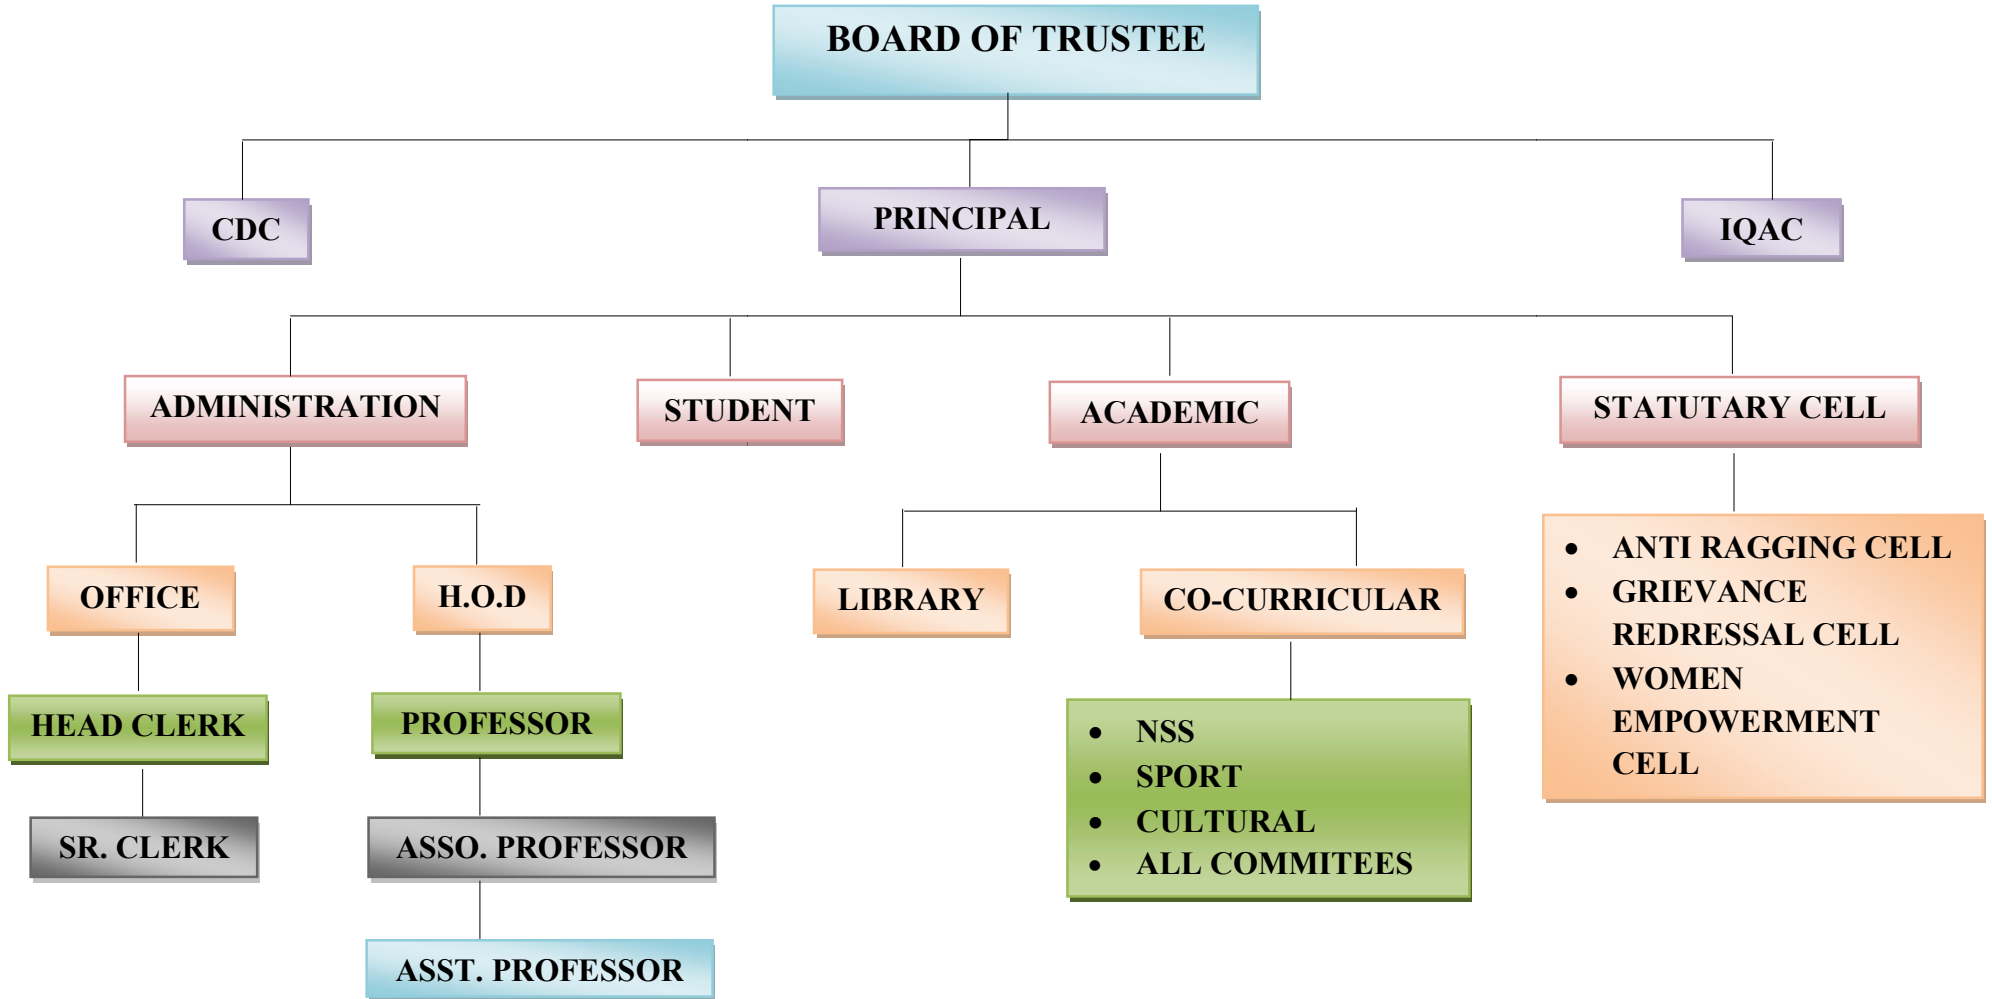 BOARD OF TRUSTEE
CDC
PRINCIPAL
IQAC
ADMINISTRATION
STUDENT
ACADEMIC
STATUTARY CELL
OFFICE
H.O.D
LIBRARY
CO-CURRICULAR
• ANTI RAGGING CELL
• GRIEVANCE
REDRESSAL CELL
• WOMEN
EMPOWERMENT
CELL
HEAD CLERK
PROFESSOR
• NSS
• SPORT
• CULTURAL
• ALL COMMITEES
SR. CLERK
ASSO. PROFESSOR
ASST. PROFESSOR